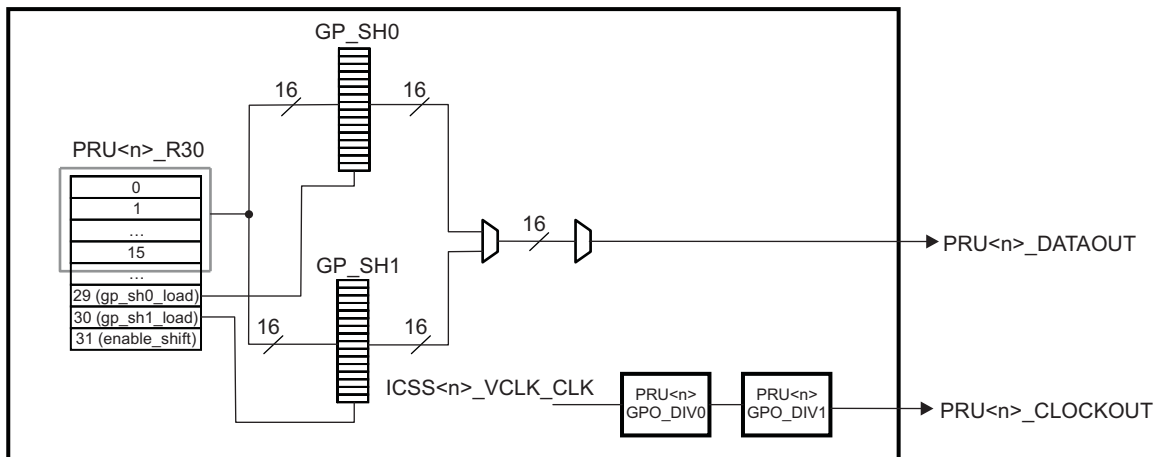 GP_SH0
16
16
PRU<n>_R30
0
1
...
15
...
29 (gp_sh0_load)
30 (gp_sh1_load)
31 (enable_shift)
16
PRU<n>_DATAOUT
GP_SH1
16
16
ICSS<n>_VCLK_CLK
PRU<n>
GPO_DIV0
PRU<n>
GPO_DIV1
PRU<n>_CLOCKOUT